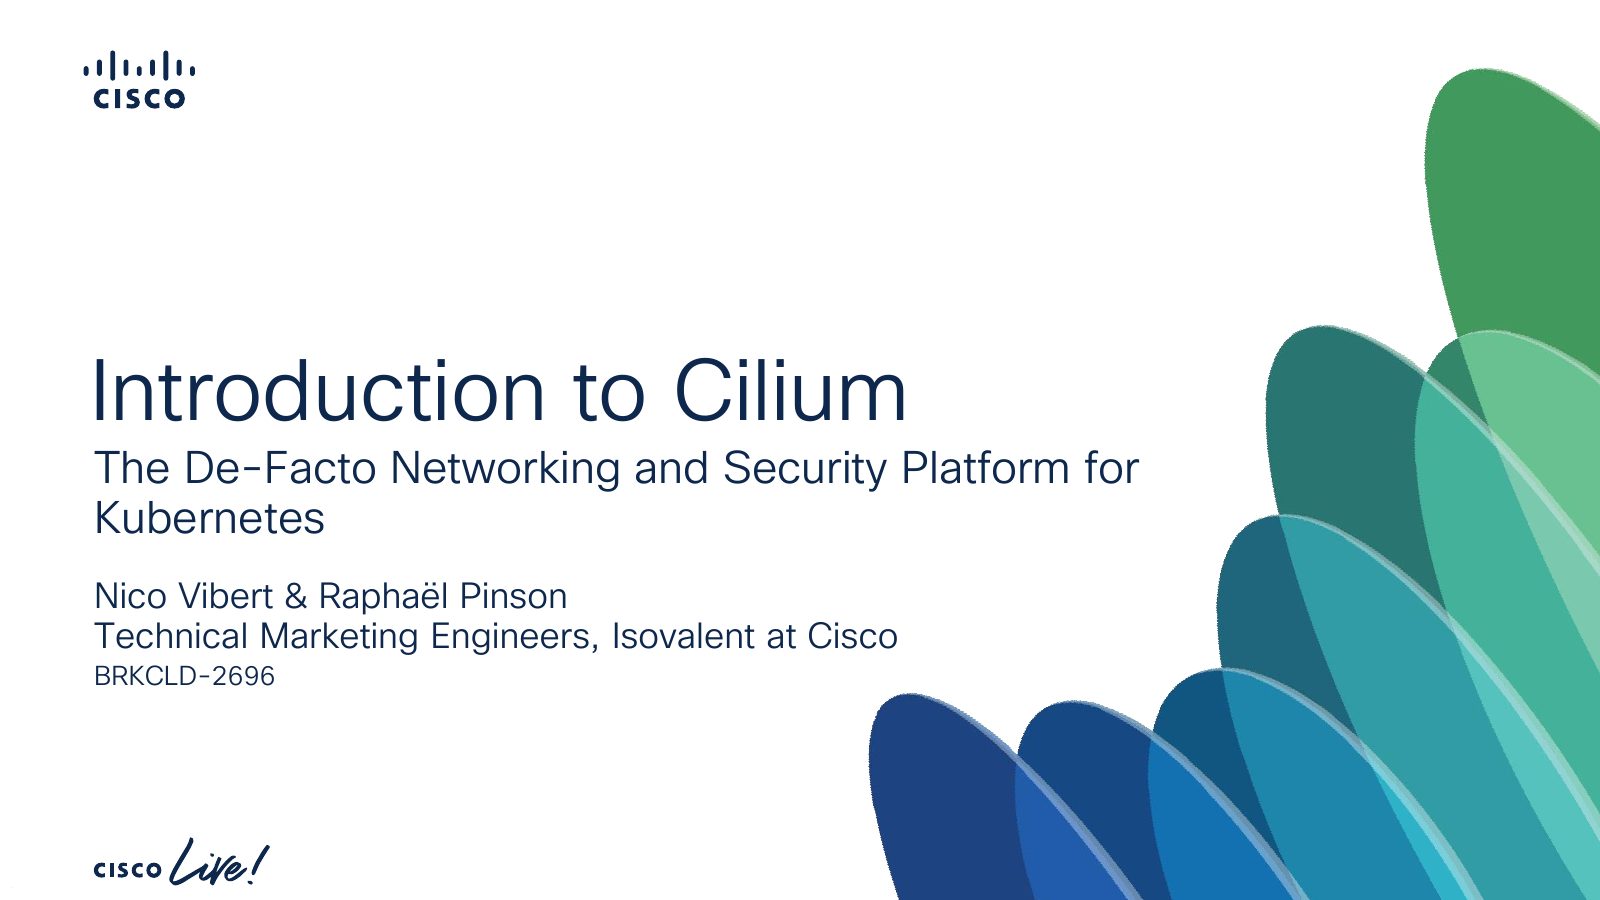 CISCO
Introduction to Cilium
The De-Facto Networking and Security Platform for
Kubernetes
Nico Vibert & Raphaël Pinson
Technical Marketing Engineers, Isovalent at Cisco
BRKCLD-2696
CISCO Live!